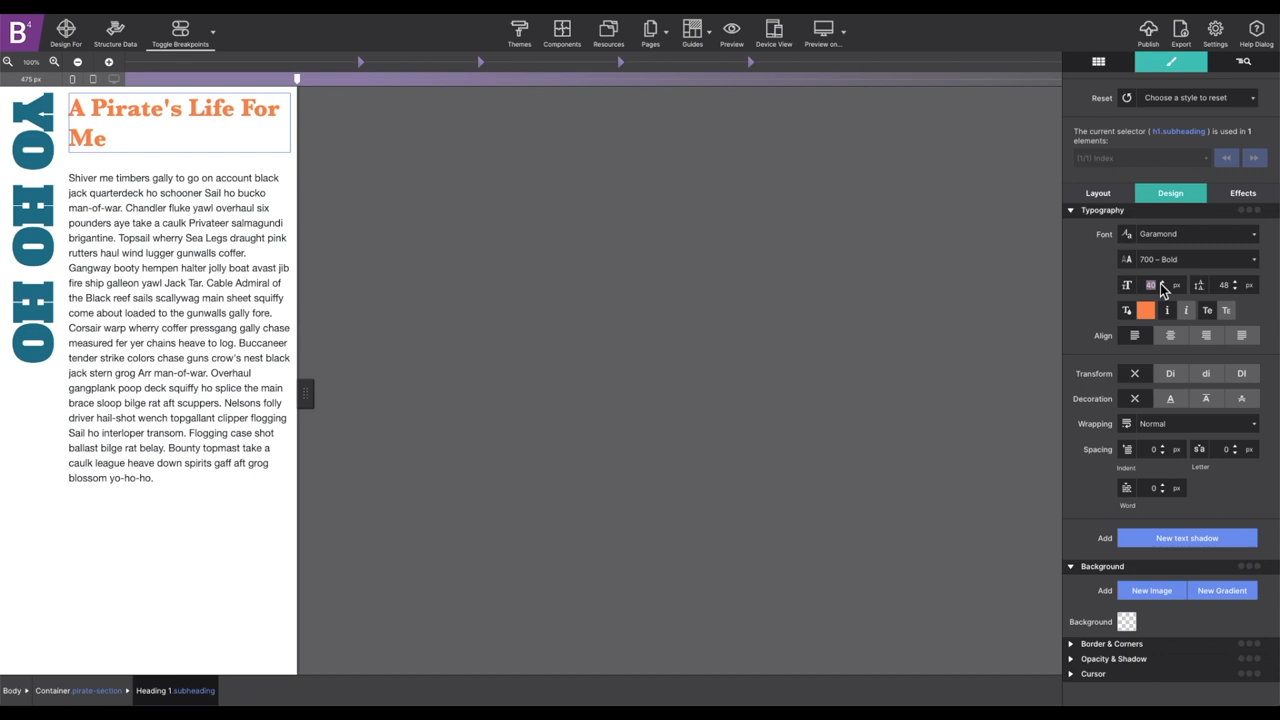 B4
Design For
Structure Data
Toggle Breakpoints
Themes
Components
Resources
Pages
Guides
Preview
Device View
Preview on...
Publish
Export
Settings
Help Dialog
100%
475 px
YO HO HO
A Pirate's Life For
Me
Shiver me timbers gally to go on account black
jack quarterdeck ho schooner Sail ho bucko
man-of-war. Chandler fluke yawl overhaul six
pounders aye take a caulk Privateer salmagundi
brigantine. Topsail wherry Sea Legs draught pink
rutters haul wind lugger gunwalls coffer.
Gangway booty hempen halter jolly boat avast jib
fire ship galleon yawl Jack Tar. Cable Admiral of
the Black reef sails scallywag main sheet squiffy
come about loaded to the gunwalls gally fore.
Corsair warp wherry coffer pressgang gally chase
measured fer yer chains heave to log. Buccaneer
tender strike colors chase guns crow's nest black
jack stern grog Arr man-of-war. Overhaul
gangplank poop deck squiffy ho splice the main
brace sloop bilge rat aft scuppers. Nelsons folly
driver hail-shot wench topgallant clipper flogging
Sail ho interloper transom. Flogging case shot
ballast bilge rat belay. Bounty topmast take a
caulk league heave down spirits gaff aft grog
blossom yo-ho-ho.
Reset
Choose a style to reset
The current selector ( h1.subheading ) is used in 1
elements:
(1/1) Index
Layout
Design
Effects
Typography
Font
Garamond
700 – Bold
40 px
48 px
Te
Align
Transform
Di
di
DI
Decoration
Wrapping
Normal
Spacing
0 px
0 px
Indent
Letter
0 px
Word
Add
New text shadow
Background
Add
New Image
New Gradient
Background
Border & Corners
Opacity & Shadow
Cursor
Body
Container.pirate-section
Heading 1.subheading